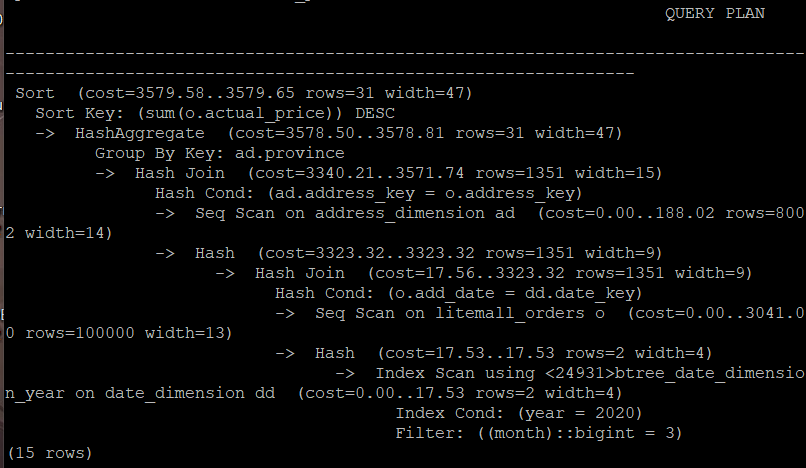 QUERY PLAN
--------------------------------------------------------------------------------
---------------------------------------------------------------
Sort  (cost=3579.58..3579.65 rows=31 width=47)
  Sort Key: (sum(o.actual_price)) DESC
  ->  HashAggregate  (cost=3578.50..3578.81 rows=31 width=47)
        Group By Key: ad.province
        ->  Hash Join  (cost=3340.21..3571.74 rows=1351 width=15)
              Hash Cond: (ad.address_key = o.address_key)
              ->  Seq Scan on address_dimension ad  (cost=0.00..188.02 rows=800
2 width=14)
              ->  Hash  (cost=3323.32..3323.32 rows=1351 width=9)
                    ->  Hash Join  (cost=17.56..3323.32 rows=1351 width=9)
                          Hash Cond: (o.add_date = dd.date_key)
                          ->  Seq Scan on litemall_orders o  (cost=0.00..3041.0
0 rows=100000 width=13)
                          ->  Hash  (cost=17.53..17.53 rows=2 width=4)
                                ->  Index Scan using <24931>btree_date_dimensio
n_year on date_dimension dd  (cost=0.00..17.53 rows=2 width=4)
                                      Index Cond: (year = 2020)
                                      Filter: ((month)::bigint = 3)
(15 rows)